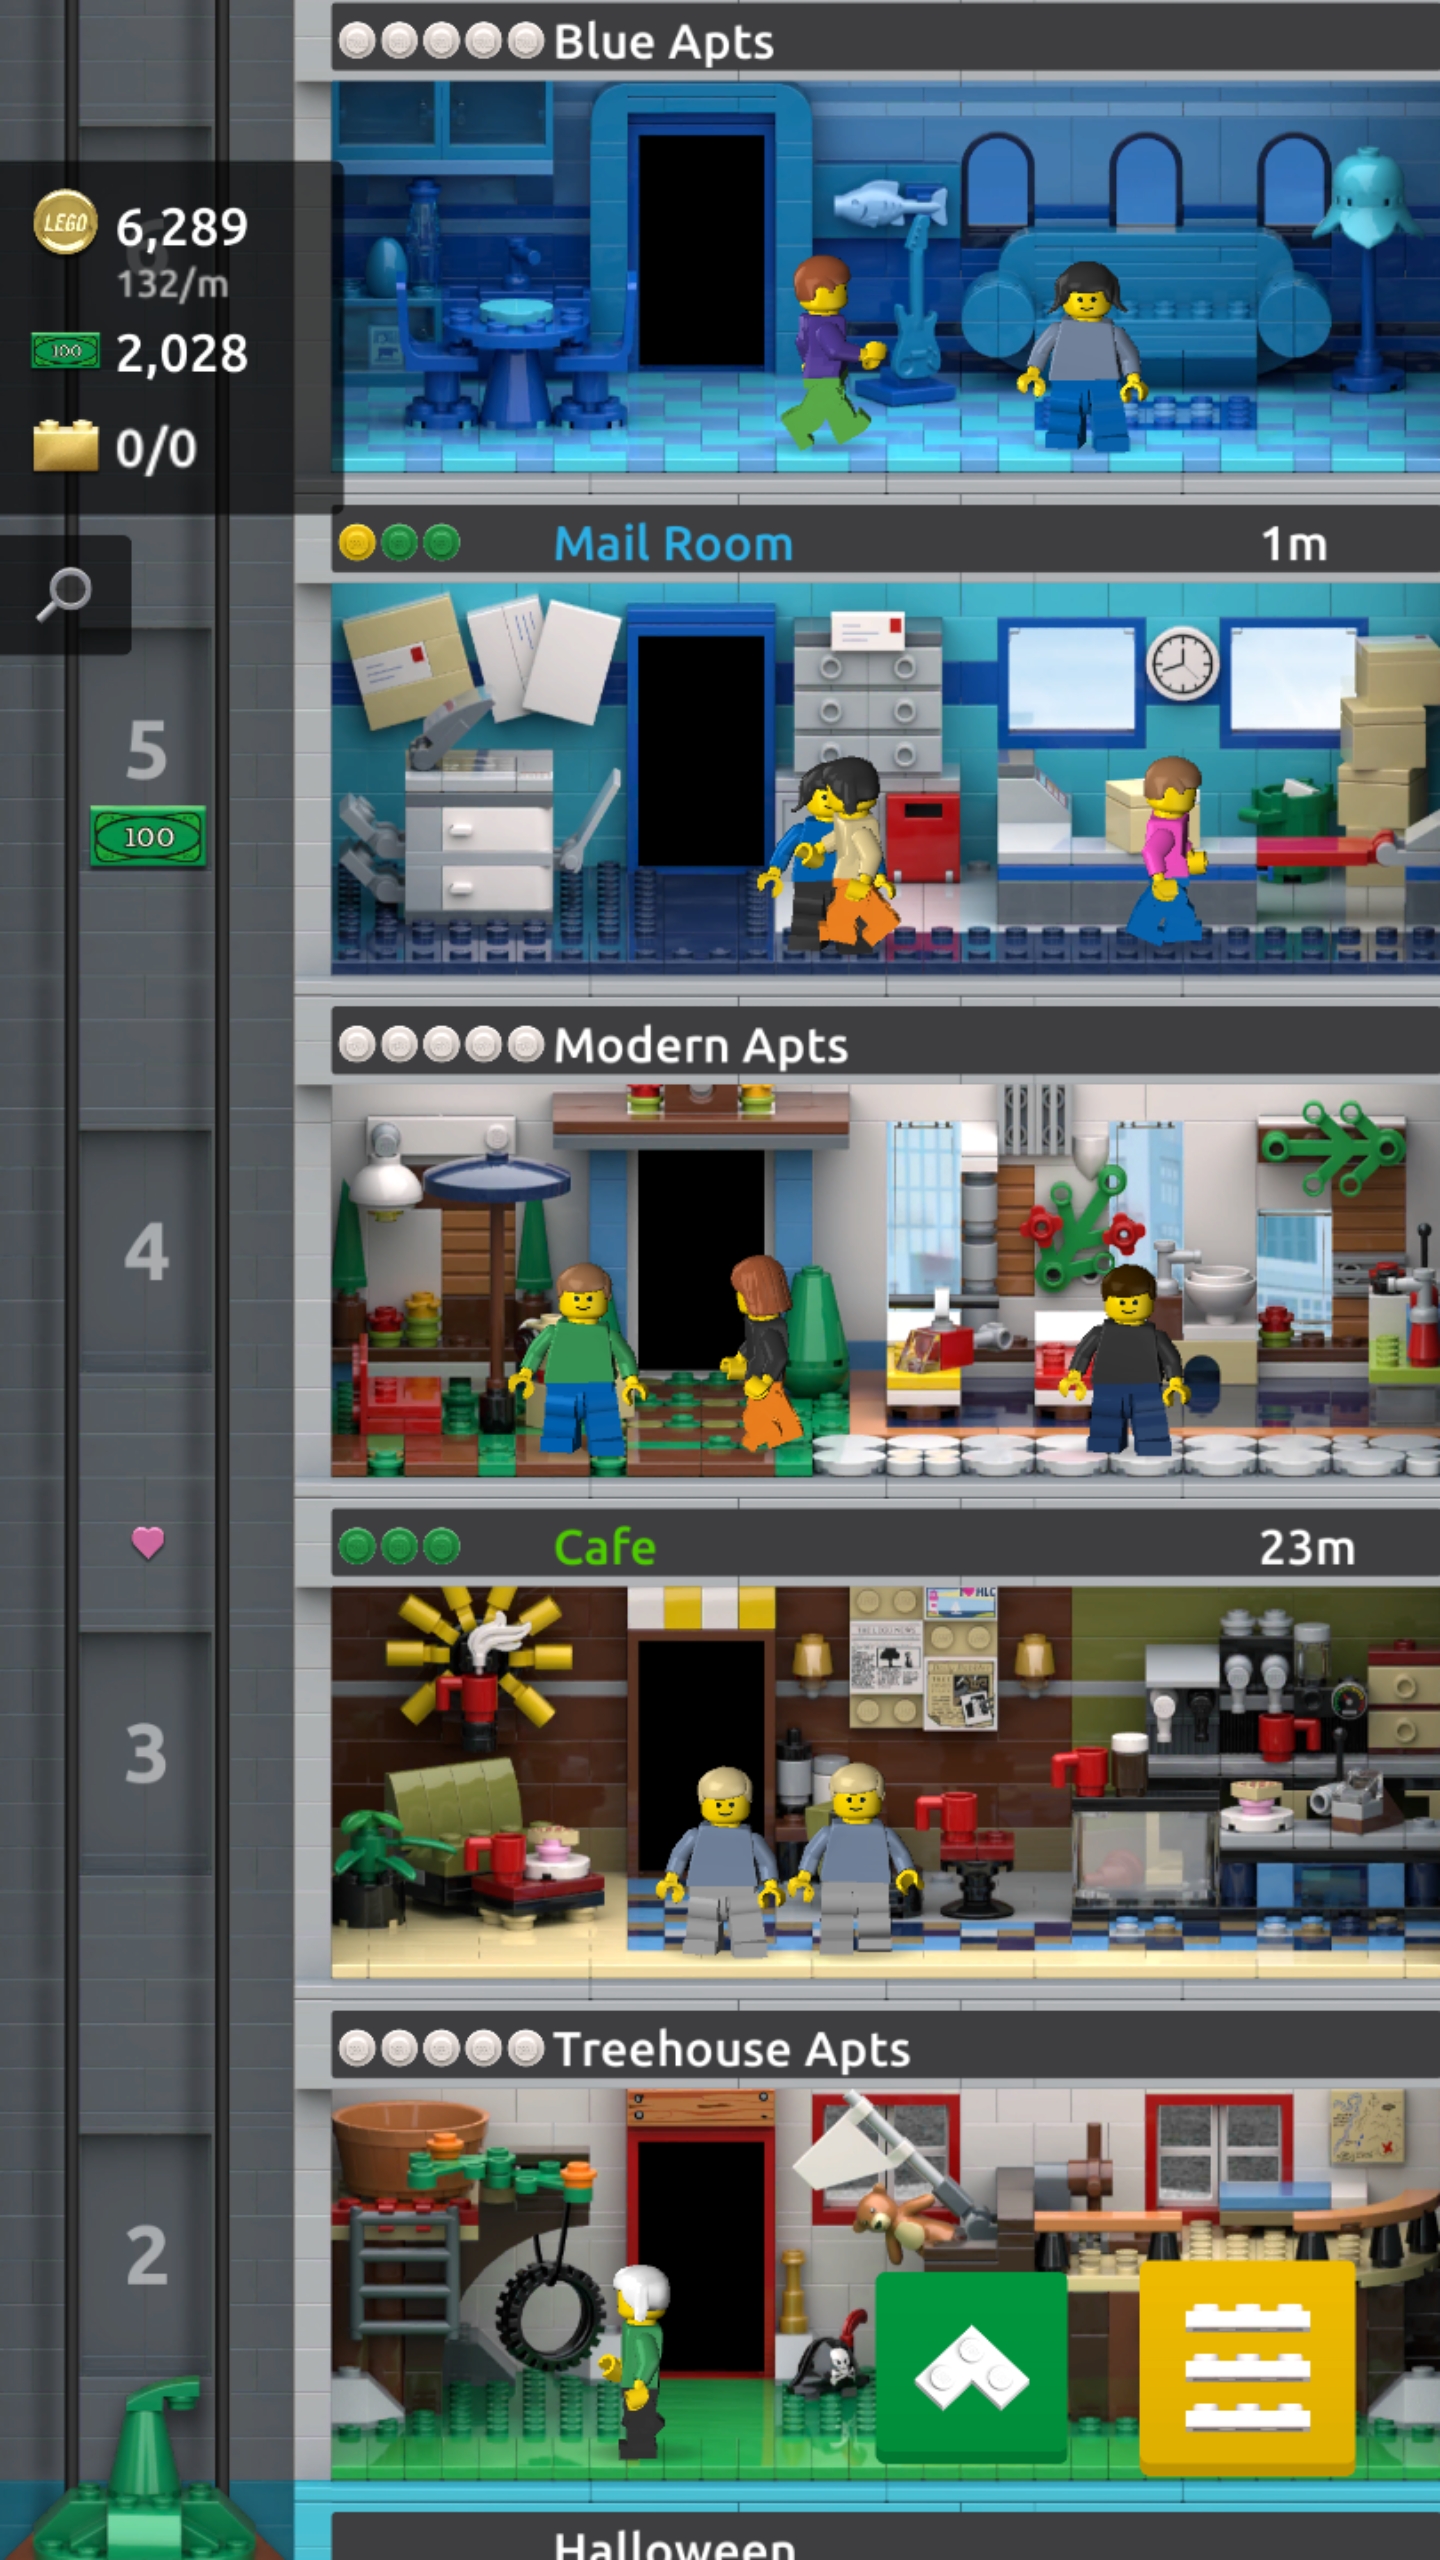 Blue Apts
LEGO
6,289
132/m
100
2,028
0/0
Mail Room
1m
5
100
Modern Apts
4
Cafe
23m
3
Treehouse Apts
2
Halloween